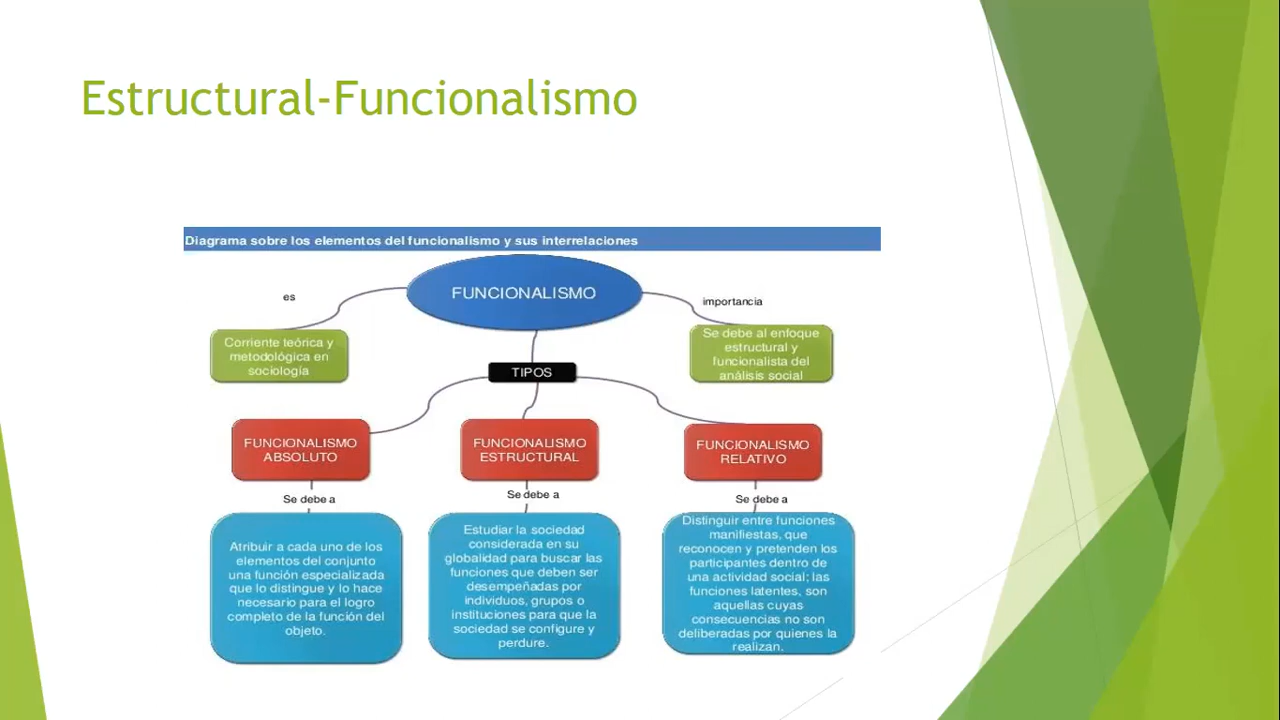 Estructural-Funcionalismo
Diagrama sobre los elementos del funcionalismo y sus interrelaciones
FUNCIONALISMO
es
importancia
Corriente teórica y
metodológica en
sociología
Se debe al enfoque
estructural y
funcionalista del
análisis social
TIPOS
FUNCIONALISMO
ABSOLUTO
FUNCIONALISMO
ESTRUCTURAL
FUNCIONALISMO
RELATIVO
Se debe a
Se debe a
Se debe a
Atribuir a cada uno de los
elementos del conjunto
una función especializada
que lo distingue y lo hace
necesario para el logro
completo de la función del
objeto.
Estudiar la sociedad
considerada en su
globalidad para buscar las
funciones que deben ser
desempeñadas por
individuos, grupos o
instituciones para que la
sociedad se configure y
perdure.
Distinguir entre funciones
manifiestas, que
reconocen y pretenden los
participantes dentro de
una actividad social; las
funciones latentes, son
aquellas cuyas
consecuencias no son
deliberadas por quienes la
realizan.